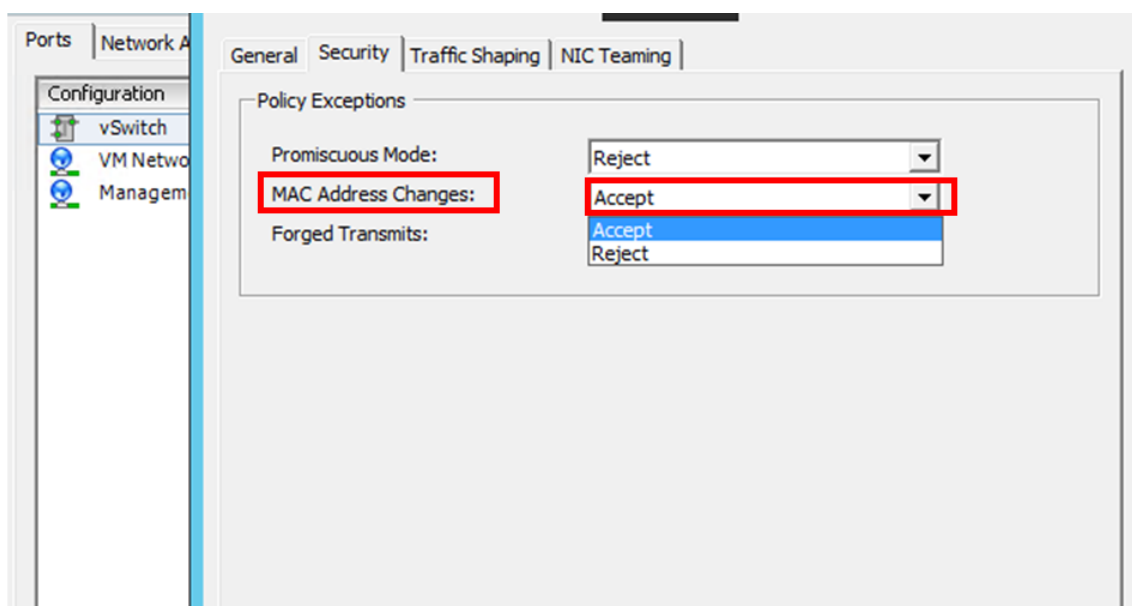 Ports Network A
Configuration
vSwitch
VM Netwo
Managem
General Security Traffic Shaping NIC Teaming
Policy Exceptions
Promiscuous Mode: Reject
MAC Address Changes: Accept
Forged Transmits: Accept
Reject